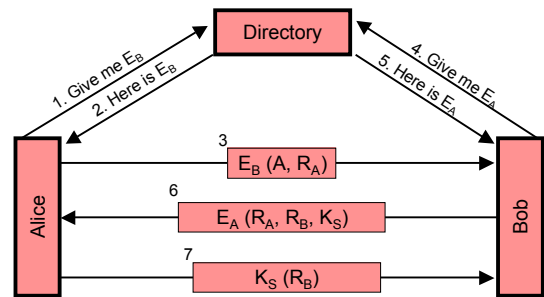 Directory
1. Give me E_B
2. Here is E_B
4. Give me E_A
5. Here is E_A
3
E_B (A, R_A)
6
E_A (R_A, R_B, K_S)
7
K_S (R_B)
Alice
Bob